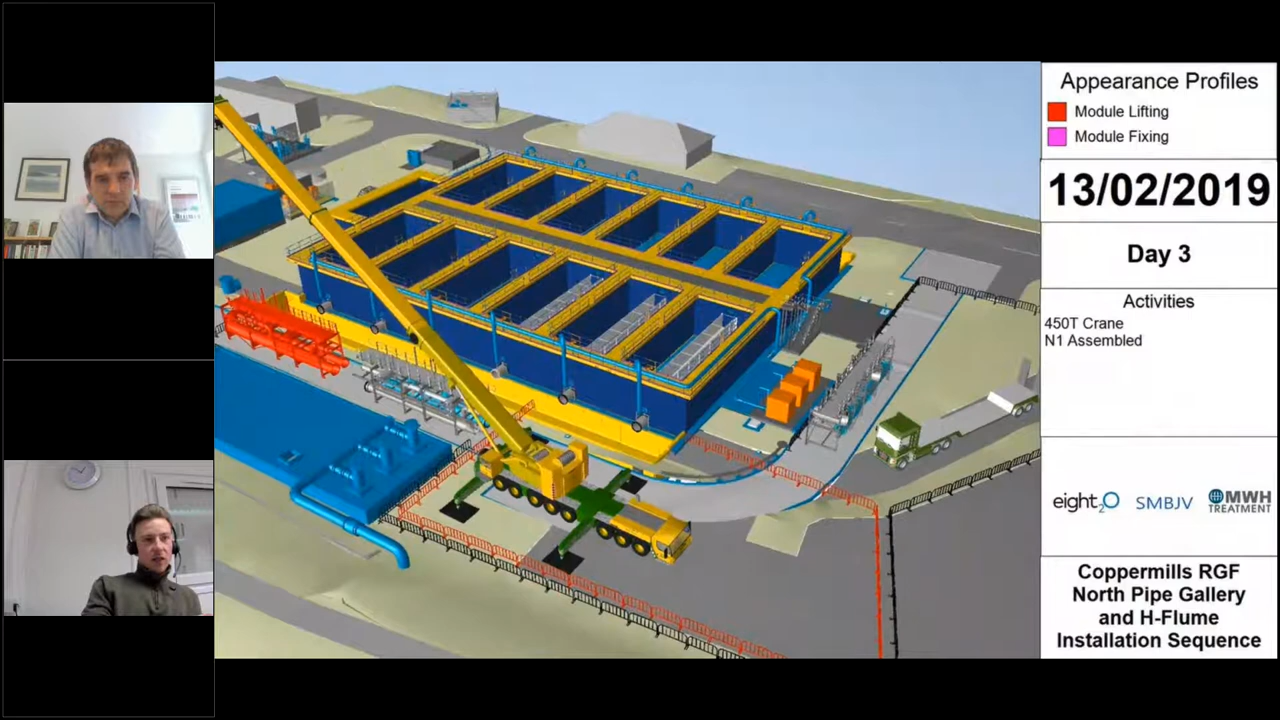 Appearance Profiles
Module Lifting
Module Fixing
13/02/2019
Day 3
Activities
450T Crane
N1 Assembled
eight2O SMBJV MWH
TREATMENT
Coppermills RGF
North Pipe Gallery
and H-Flume
Installation Sequence